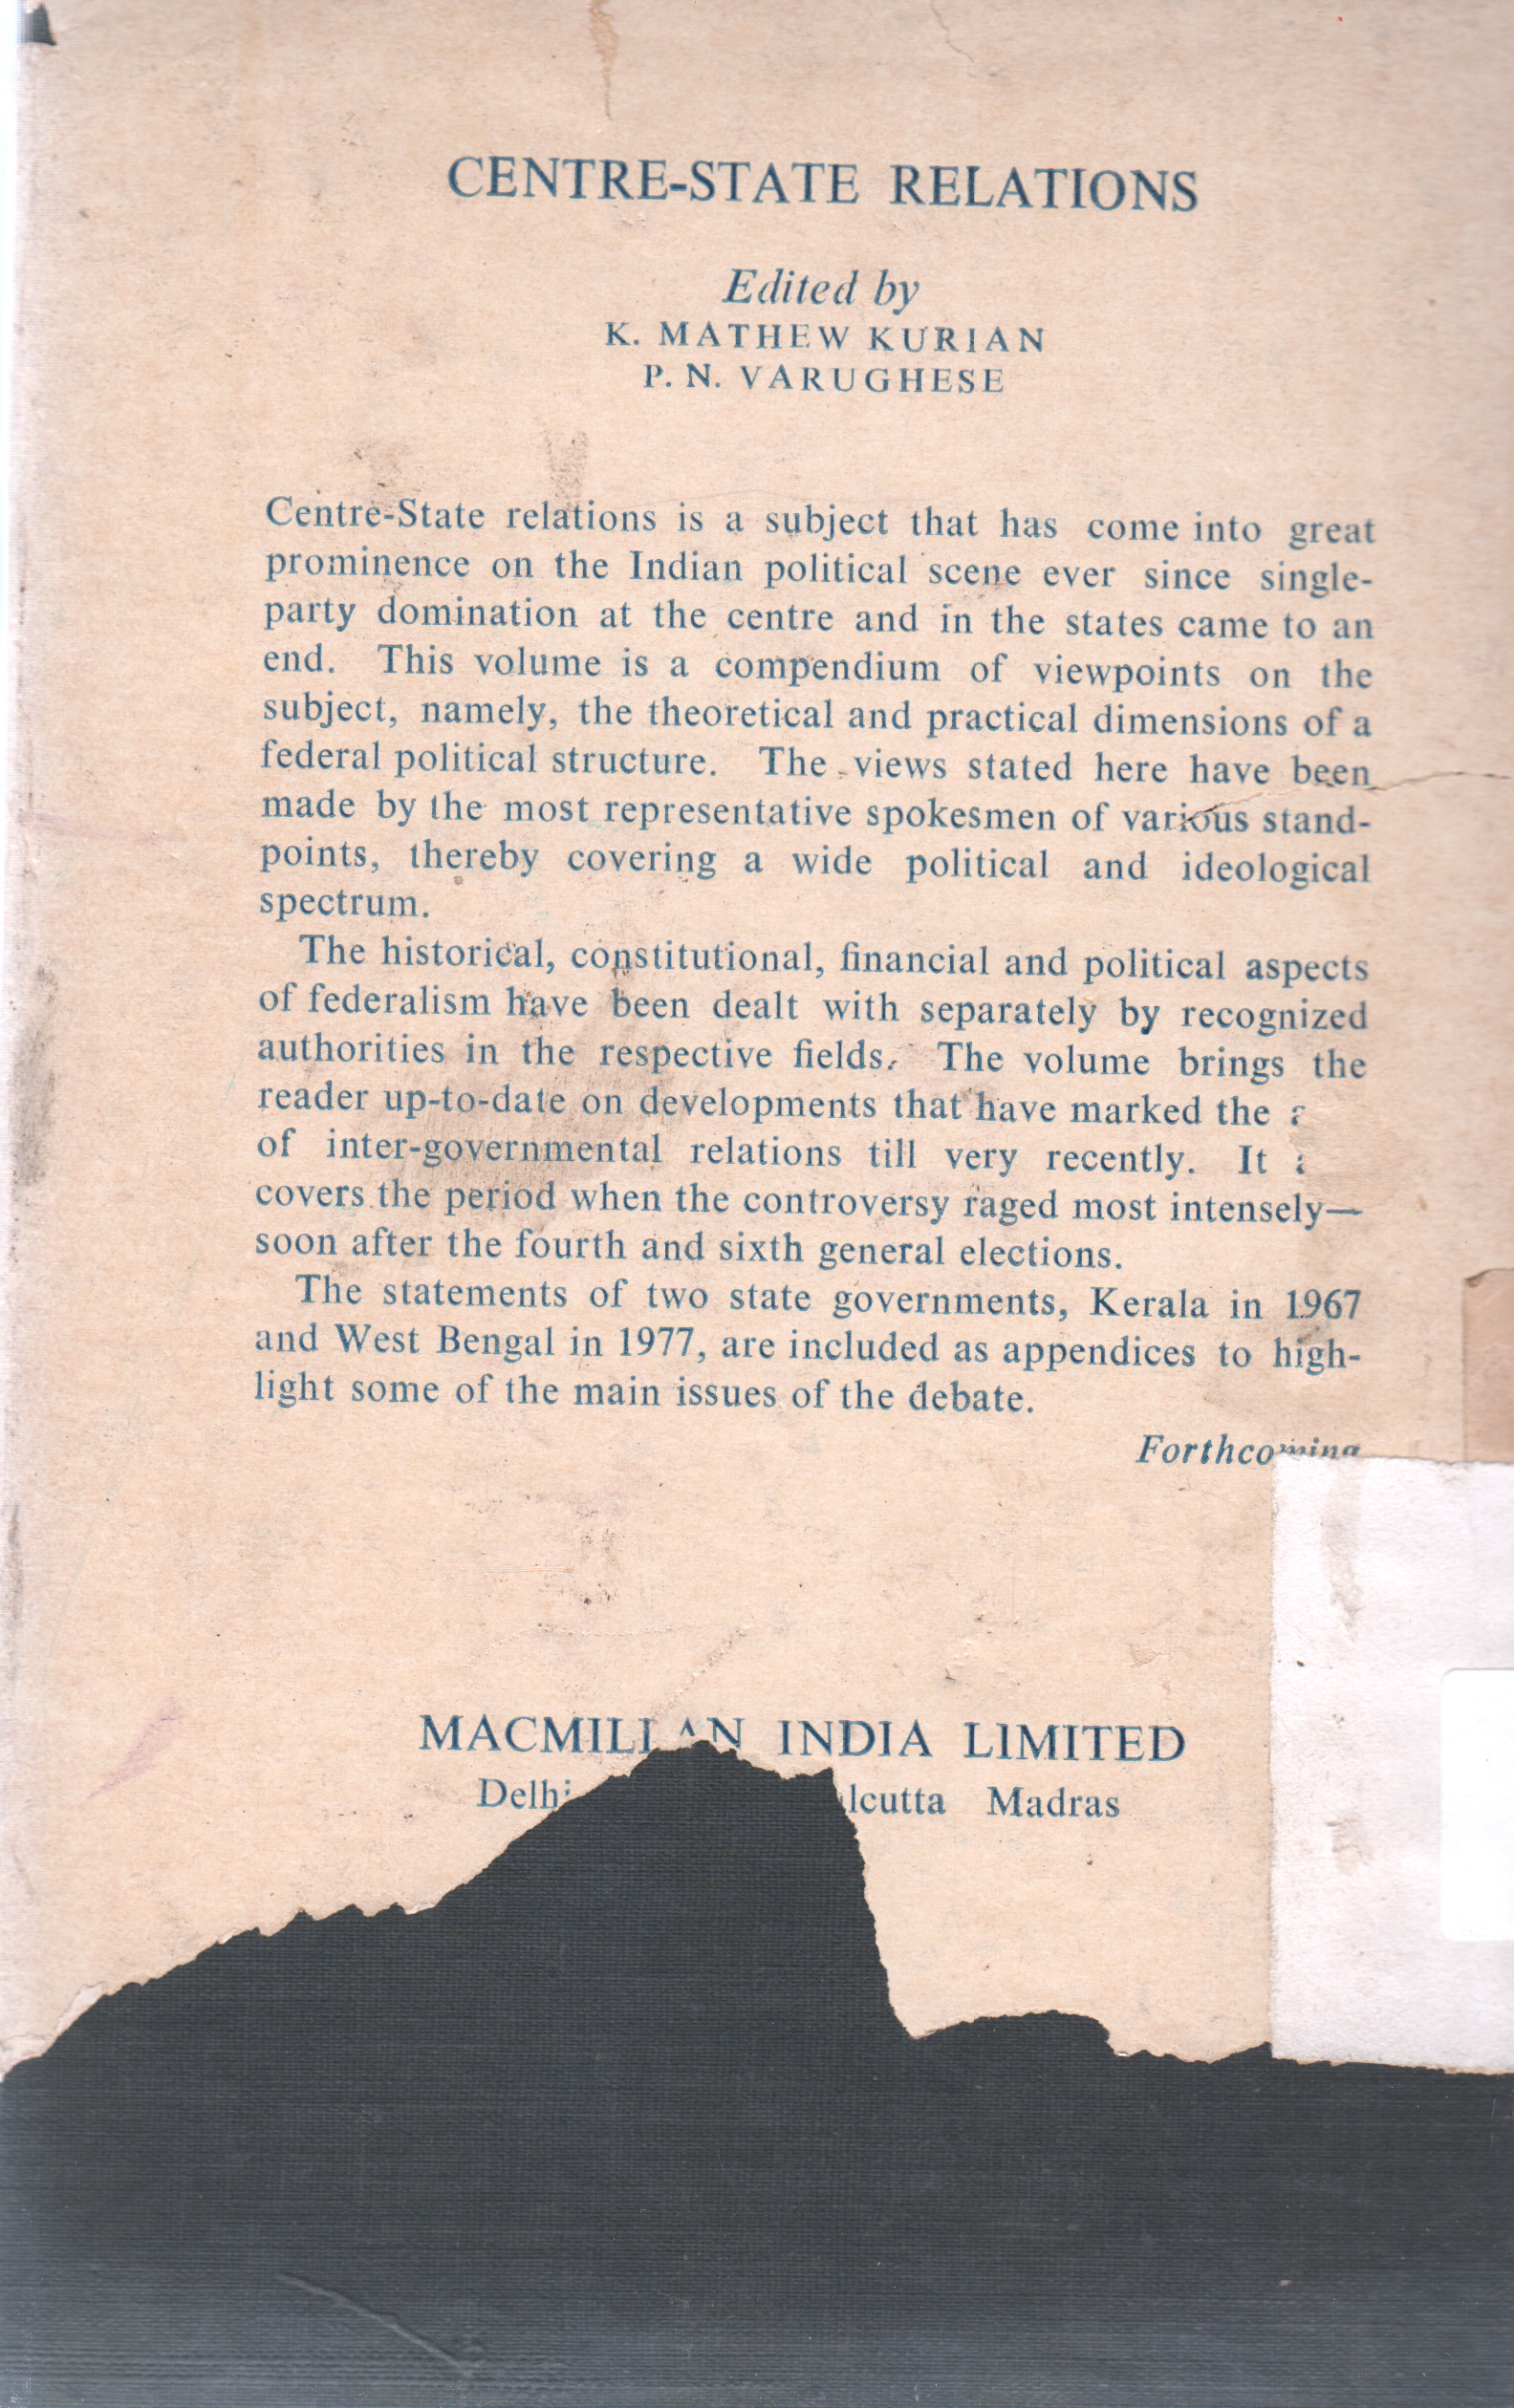 CENTRE-STATE RELATIONS
Edited by
K. MATHEW KURIAN
P. N. VARUGHESE
Centre-State relations is a subject that has come into great
prominence on the Indian political scene ever since single-
party domination at the centre and in the states came to an
end. This volume is a compendium of viewpoints on the
subject, namely, the theoretical and practical dimensions of a
federal political structure. The views stated here have been
made by the most representative spokesmen of various stand-
points, thereby covering a wide political and ideological
spectrum.
The historical, constitutional, financial and political aspects
of federalism have been dealt with separately by recognized
authorities in the respective fields. The volume brings the
reader up-to-date on developments that have marked the
of inter-governmental relations till very recently. It
covers the period when the controversy raged most intensely—
soon after the fourth and sixth general elections.
The statements of two state governments, Kerala in 1967
and West Bengal in 1977, are included as appendices to high-
light some of the main issues of the debate.
Forthcoming
MACMILLAN INDIA LIMITED
Delhi lcutta Madras